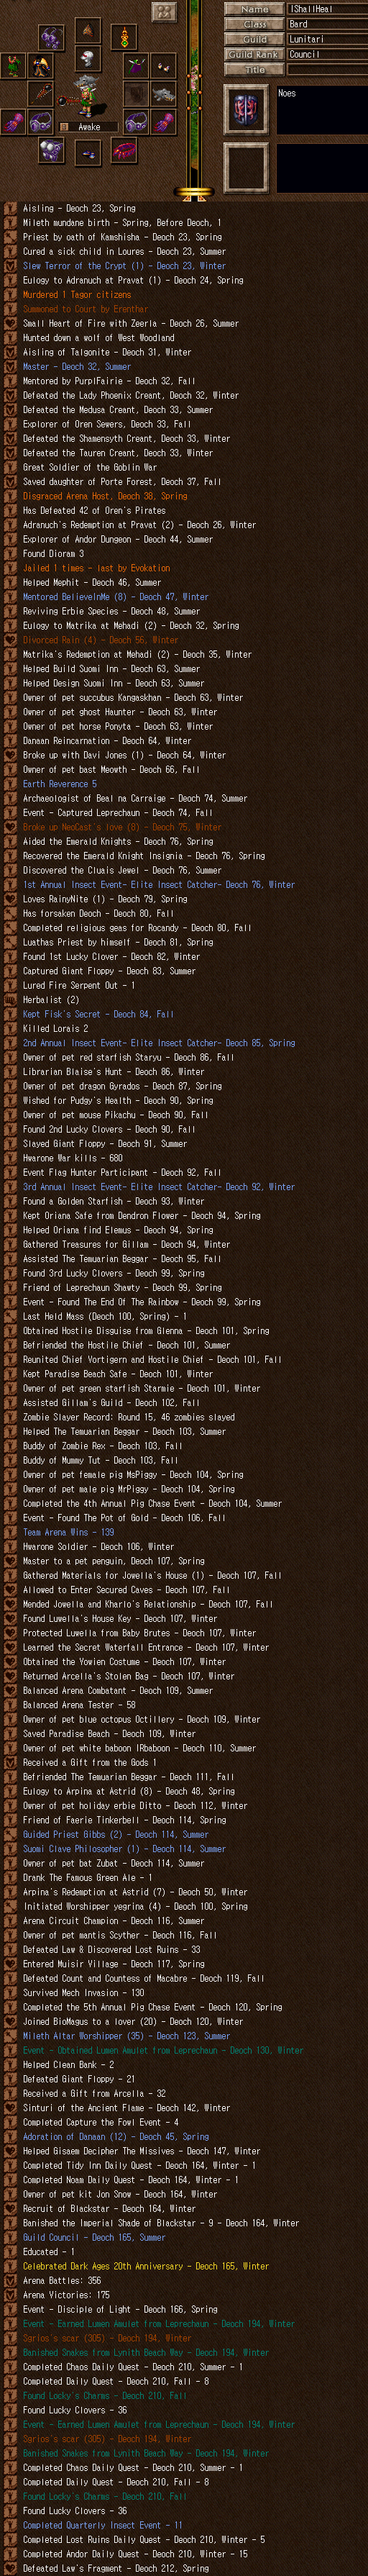 Name
IShallHeal
Class
Bard
Guild
Lunitari
Guild Rank
Council
Title
Noes
Awake
Aisling - Deoch 23, Spring
Mileth mundane birth - Spring, Before Deoch, 1
Priest by oath of Kamshisha - Deoch 23, Spring
Cured a sick child in Loures - Deoch 23, Summer
Slew Terror of the Crypt (1) - Deoch 23, Winter
Eulogy to Adranuch at Pravat (1) - Deoch 24, Spring
Murdered 1 Tagor citizens
Summoned to Court by Erenthar
Small Heart of Fire with Zeerla - Deoch 26, Summer
Hunted down a wolf of West Woodland
Aisling of Talgonite - Deoch 31, Winter
Master - Deoch 32, Summer
Mentored by PurplFairie - Deoch 32, Fall
Defeated the Lady Phoenix Creant, Deoch 32, Winter
Defeated the Medusa Creant, Deoch 33, Summer
Explorer of Oren Sewers, Deoch 33, Fall
Defeated the Shamensyth Creant, Deoch 33, Winter
Defeated the Tauren Creant, Deoch 33, Winter
Great Soldier of the Goblin War
Saved daughter of Porte Forest, Deoch 37, Fall
Disgraced Arena Host, Deoch 38, Spring
Has Defeated 42 of Oren's Pirates
Adranuch's Redemption at Pravat (2) - Deoch 26, Winter
Explorer of Andor Dungeon - Deoch 44, Summer
Found Dioram 3
Jailed 1 times - last by Evokation
Helped Mephit - Deoch 46, Summer
Mentored BelieveInMe (8) - Deoch 47, Winter
Reviving Erbie Species - Deoch 48, Summer
Eulogy to Matrika at Mehadi (2) - Deoch 32, Spring
Divorced Rain (4) - Deoch 56, Winter
Matrika's Redemption at Mehadi (2) - Deoch 35, Winter
Helped Build Suomi Inn - Deoch 63, Summer
Helped Design Suomi Inn - Deoch 63, Summer
Owner of pet succubus Kangaskhan - Deoch 63, Winter
Owner of pet ghost Haunter - Deoch 63, Winter
Owner of pet horse Ponyta - Deoch 63, Winter
Danaan Reincarnation - Deoch 64, Winter
Broke up with Davi Jones (1) - Deoch 64, Winter
Owner of pet bast Meowth - Deoch 66, Fall
Earth Reverence 5
Archaeologist of Beal na Carraige - Deoch 74, Summer
Event - Captured Leprechaun - Deoch 74, Fall
Broke up NeoCast's love (0) - Deoch 75, Winter
Aided the Emerald Knights - Deoch 76, Spring
Recovered the Emerald Knight Insignia - Deoch 76, Spring
Discovered the Cluais Jewel - Deoch 76, Summer
1st Annual Insect Event- Elite Insect Catcher- Deoch 76, Winter
Loves RainyNite (1) - Deoch 79, Spring
Has forsaken Deoch - Deoch 80, Fall
Completed religious geas for Rocandy - Deoch 80, Fall
Luathas Priest by himself - Deoch 81, Spring
Found 1st Lucky Clover - Deoch 82, Winter
Captured Giant Floppy - Deoch 83, Summer
Lured Fire Serpent Out - 1
Herbalist (2)
Kept Fisk's Secret - Deoch 84, Fall
Killed Lorais 2
2nd Annual Insect Event- Elite Insect Catcher- Deoch 85, Spring
Owner of pet red starfish Staryu - Deoch 86, Fall
Librarian Blaise's Hunt - Deoch 86, Winter
Owner of pet dragon Gyrados - Deoch 87, Spring
Wished for Pudgy's Health - Deoch 90, Spring
Owner of pet mouse Pikachu - Deoch 90, Fall
Found 2nd Lucky Clovers - Deoch 90, Fall
Slayed Giant Floppy - Deoch 91, Summer
Hwarone War kills - 680
Event Flag Hunter Participant - Deoch 92, Fall
3rd Annual Insect Event- Elite Insect Catcher- Deoch 92, Winter
Found a Golden Starfish - Deoch 93, Winter
Kept Oriana Safe from Dendron Flower - Deoch 94, Spring
Helped Oriana find Elemus - Deoch 94, Spring
Gathered Treasures for Gillam - Deoch 94, Winter
Assisted The Temuarian Beggar - Deoch 95, Fall
Found 3rd Lucky Clovers - Deoch 99, Spring
Friend of Leprechaun Shawty - Deoch 99, Spring
Event - Found The End Of The Rainbow - Deoch 99, Spring
Last Held Mass (Deoch 100, Spring) - 1
Obtained Hostile Disguise from Glenna - Deoch 101, Spring
Befriended the Hostile Chief - Deoch 101, Summer
Reunited Chief Vortigern and Hostile Chief - Deoch 101, Fall
Kept Paradise Beach Safe - Deoch 101, Winter
Owner of pet green starfish Starmie - Deoch 101, Winter
Assisted Gillam's Guild - Deoch 102, Fall
Zombie Slayer Record: Round 15, 46 zombies slayed
Helped The Temuarian Beggar - Deoch 103, Summer
Buddy of Zombie Rex - Deoch 103, Fall
Buddy of Mummy Tut - Deoch 103, Fall
Owner of pet female pig MsPiggy - Deoch 104, Spring
Owner of pet male pig MrPiggy - Deoch 104, Spring
Completed the 4th Annual Pig Chase Event - Deoch 104, Summer
Event - Found The Pot of Gold - Deoch 106, Fall
Team Arena Wins - 139
Hwarone Soldier - Deoch 106, Winter
Master to a pet penguin, Deoch 107, Spring
Gathered Materials for Jowella's House (1) - Deoch 107, Fall
Allowed to Enter Secured Caves - Deoch 107, Fall
Mended Jowella and Kharlo's Relationship - Deoch 107, Fall
Found Luvella's House Key - Deoch 107, Winter
Protected Luwella from Baby Brutes - Deoch 107, Winter
Learned the Secret Waterfall Entrance - Deoch 107, Winter
Obtained the Yowien Costume - Deoch 107, Winter
Returned Arcella's Stolen Bag - Deoch 107, Winter
Balanced Arena Combatant - Deoch 109, Summer
Balanced Arena Tester - 58
Owner of pet blue octopus Octillery - Deoch 109, Winter
Saved Paradise Beach - Deoch 109, Winter
Owner of pet white baboon IRbaboon - Deoch 110, Summer
Received a Gift from the Gods 1
Befriended The Temuarian Beggar - Deoch 111, Fall
Eulogy to Arpina at Astrid (8) - Deoch 48, Spring
Owner of pet holiday erbie Ditto - Deoch 112, Winter
Friend of Faerie Tinkerbell - Deoch 114, Spring
Guided Priest Gibbs (2) - Deoch 114, Summer
Suomi Clave Philosopher (1) - Deoch 114, Summer
Owner of pet bat Zubat - Deoch 114, Summer
Drank The Famous Green Ale - 1
Arpina's Redemption at Astrid (7) - Deoch 50, Winter
Initiated Worshipper yegrina (4) - Deoch 100, Spring
Arena Circuit Champion - Deoch 116, Summer
Owner of pet mantis Scyther - Deoch 116, Fall
Defeated Law & Discovered Lost Ruins - 33
Entered Muisir Village - Deoch 117, Spring
Defeated Count and Countess of Macabre - Deoch 119, Fall
Survived Mech Invasion - 130
Completed the 5th Annual Pig Chase Event - Deoch 120, Spring
Joined BioMagus to a lover (20) - Deoch 120, Winter
Mileth Altar Worshipper (35) - Deoch 123, Summer
Event - Obtained Lumen Amulet from Leprechaun - Deoch 130, Winter
Helped Clean Bank - 2
Defeated Giant Floppy - 21
Received a Gift from Arcella - 32
Sinturi of the Ancient Flame - Deoch 142, Winter
Completed Capture the Fowl Event - 4
Adoration of Danaan (12) - Deoch 45, Spring
Helped Gisaem Decipher The Missives - Deoch 147, Winter
Completed Tidy Inn Daily Quest - Deoch 164, Winter - 1
Completed Noam Daily Quest - Deoch 164, Winter - 1
Owner of pet kit Jon Snow - Deoch 164, Winter
Recruit of Blackstar - Deoch 164, Winter
Banished the Imperial Shade of Blackstar - 9 - Deoch 164, Winter
Guild Council - Deoch 165, Summer
Educated - 1
Celebrated Dark Ages 20th Anniversary - Deoch 165, Winter
Arena Battles: 356
Arena Victories: 175
Event - Disciple of Light - Deoch 166, Spring
Event - Earned Lumen Amulet from Leprechaun - Deoch 194, Winter
Sgrios's scar (305) - Deoch 194, Winter
Banished Snakes from Lynith Beach Way - Deoch 194, Winter
Completed Chaos Daily Quest - Deoch 210, Summer - 1
Completed Daily Quest - Deoch 210, Fall - 8
Found Locky's Charms - Deoch 210, Fall
Found Lucky Clovers - 36
Event - Earned Lumen Amulet from Leprechaun - Deoch 194, Winter
Sgrios's scar (305) - Deoch 194, Winter
Banished Snakes from Lynith Beach Way - Deoch 194, Winter
Completed Chaos Daily Quest - Deoch 210, Summer - 1
Completed Daily Quest - Deoch 210, Fall - 8
Found Locky's Charms - Deoch 210, Fall
Found Lucky Clovers - 36
Completed Quarterly Insect Event - 11
Completed Lost Ruins Daily Quest - Deoch 210, Winter - 5
Completed Andor Daily Quest - Deoch 210, Winter - 15
Defeated Law's Fragment - Deoch 212, Spring